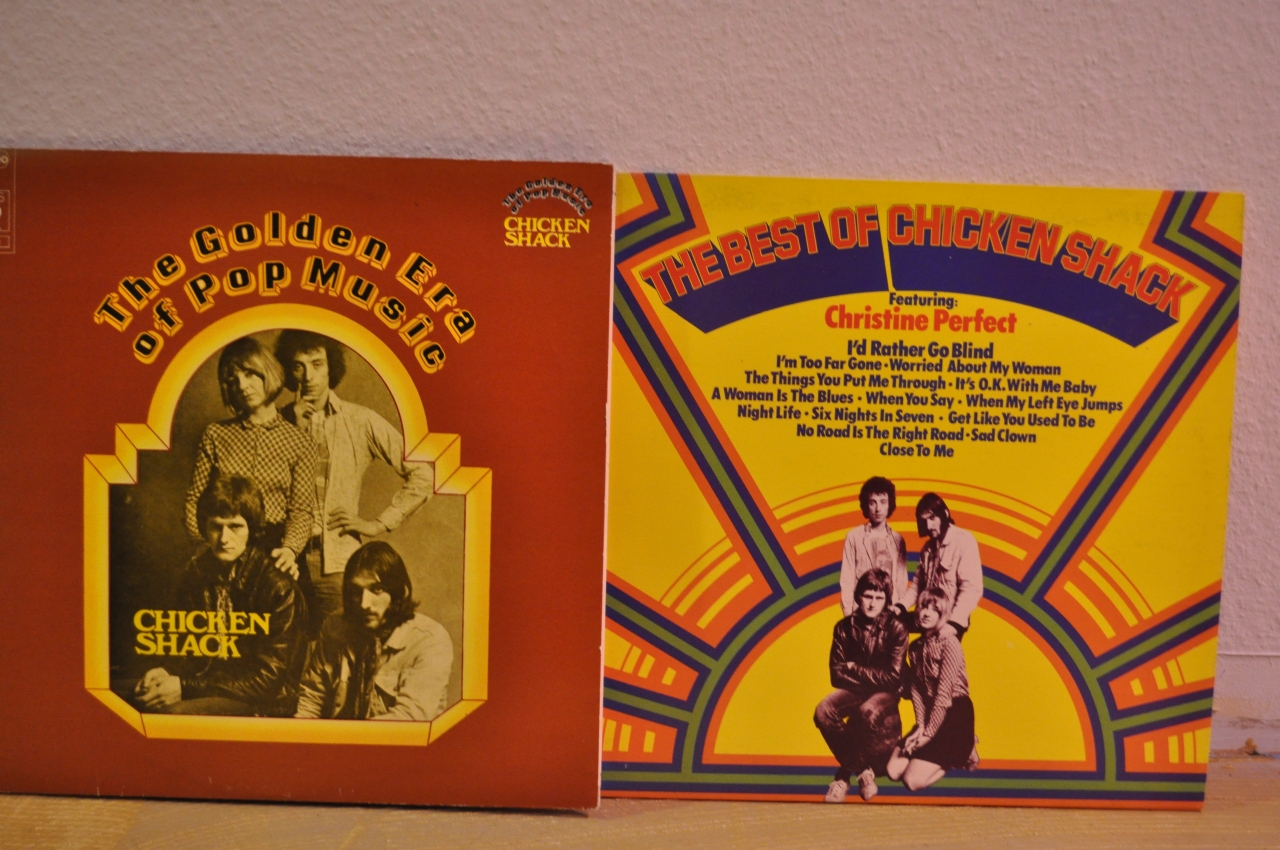 The Golden Era
of Pop Music
The Golden Era
of Pop Music
CHICKEN
SHACK
CHICKEN
SHACK
THE BEST OF CHICKEN SHACK
Featuring:
Christine Perfect
I'd Rather Go Blind
I'm Too Far Gone • Worried About My Woman
The Things You Put Me Through • It's O.K. With Me Baby
A Woman Is The Blues • When You Say • When My Left Eye Jumps
Night Life • Six Nights In Seven • Get Like You Used To Be
No Road Is The Right Road • Sad Clown
Close To Me